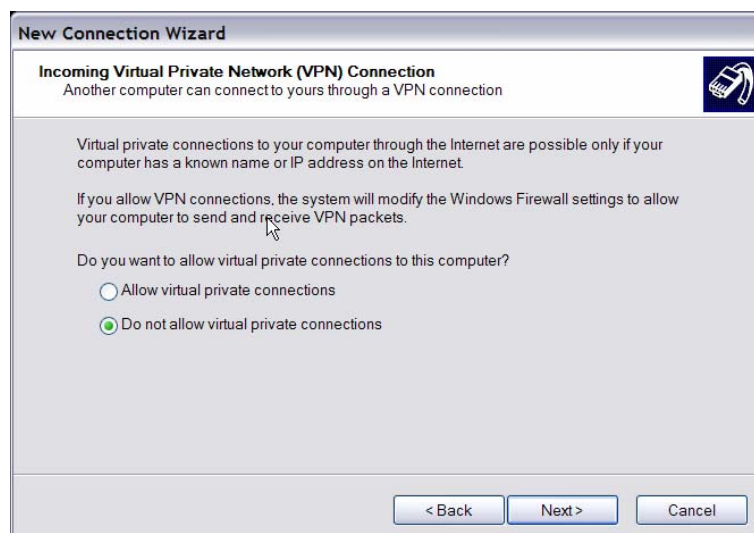 New Connection Wizard
Incoming Virtual Private Network (VPN) Connection
Another computer can connect to yours through a VPN connection
Virtual private connections to your computer through the Internet are possible only if your
computer has a known name or IP address on the Internet.
If you allow VPN connections, the system will modify the Windows Firewall settings to allow
your computer to send and receive VPN packets.
Do you want to allow virtual private connections to this computer?
Allow virtual private connections
Do not allow virtual private connections
< Back Next > Cancel